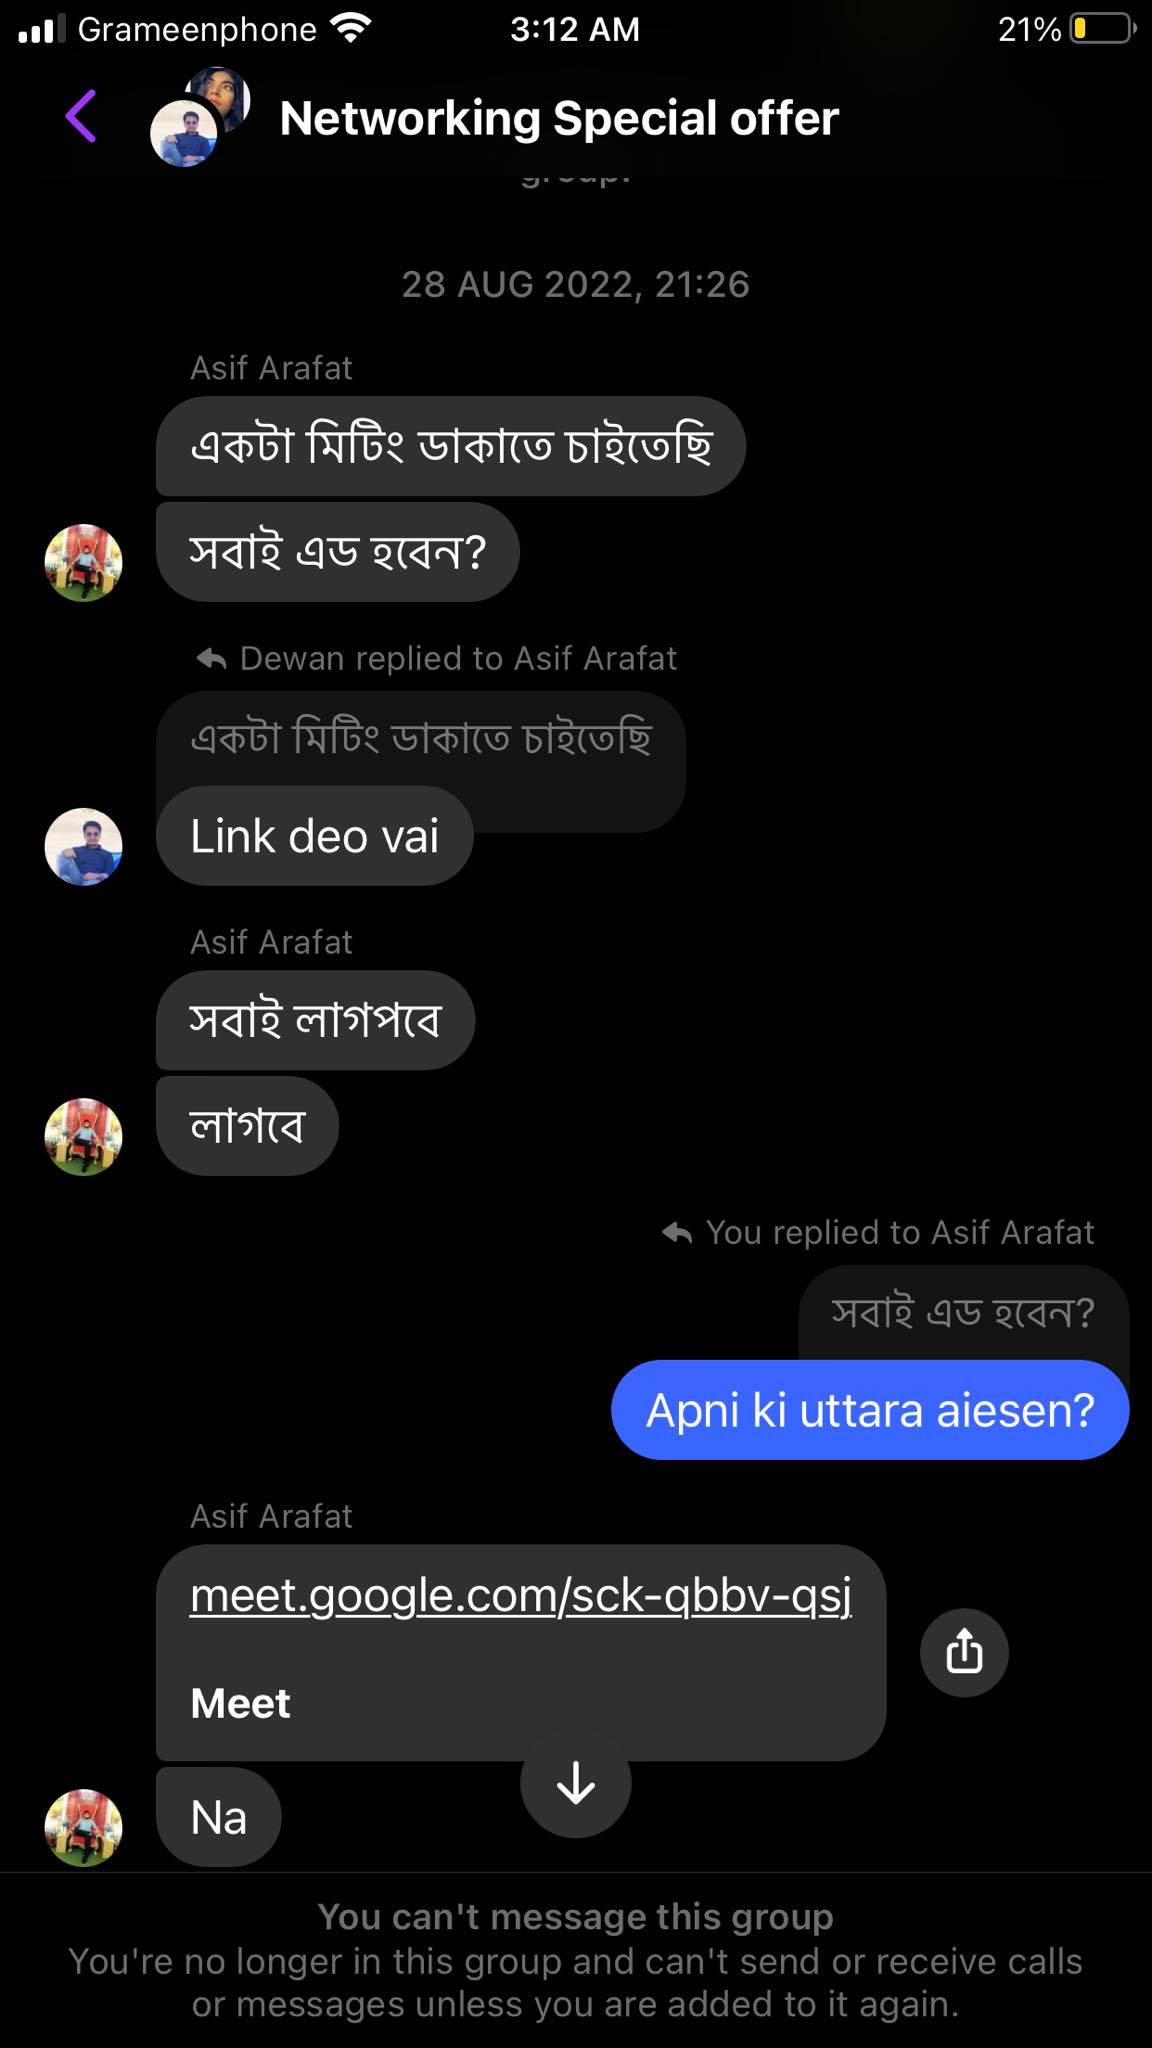 Grameenphone
3:12 AM
21%
Networking Special offer
group.
28 AUG 2022, 21:26
Asif Arafat
একটা মিটিং ডাকাতে চাইতেছি
সবাই এড হবেন?
Dewan replied to Asif Arafat
একটা মিটিং ডাকাতে চাইতেছি
Link deo vai
Asif Arafat
সবাই লাগপবে
লাগবে
You replied to Asif Arafat
সবাই এড হবেন?
Apni ki uttara aiesen?
Asif Arafat
meet.google.com/sck-qbbv-qsj
Meet
Na
You can't message this group
You're no longer in this group and can't send or receive calls
or messages unless you are added to it again.